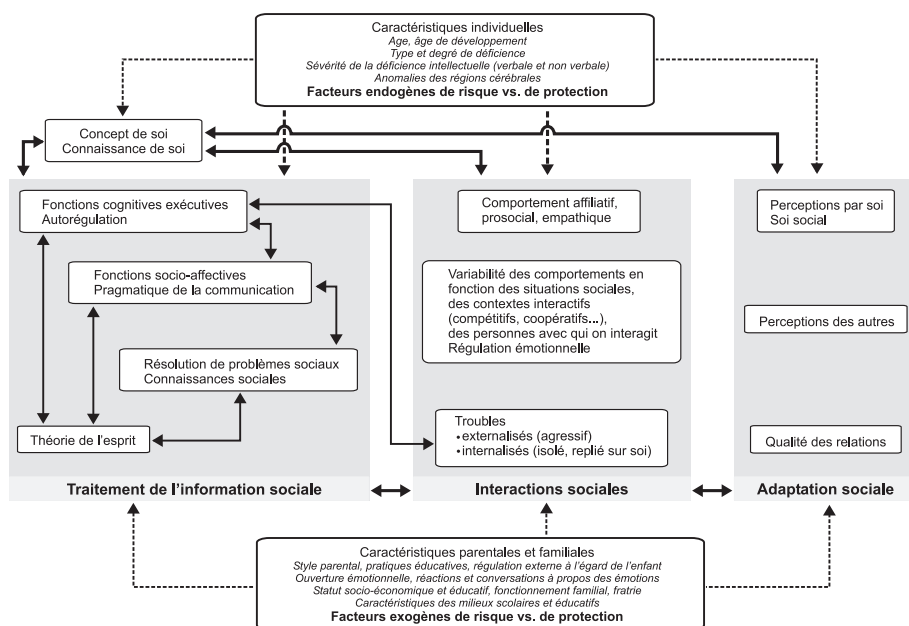 Caractéristiques individuelles
Age, âge de développement
Type et degré de déficience
Sévérité de la déficience intellectuelle (verbale et non verbale)
Anomalies des régions cérébrales
Facteurs endogènes de risque vs. de protection
Concept de soi
Connaissance de soi
Fonctions cognitives exécutives
Autorégulation
Fonctions socio-affectives
Pragmatique de la communication
Résolution de problèmes sociaux
Connaissances sociales
Théorie de l'esprit
Traitement de l'information sociale
Comportement affiliatif,
prosocial, empathique
Variabilité des comportements en
fonction des situations sociales,
des contextes interactifs
(compétitifs, coopératifs...),
des personnes avec qui on interagit
Régulation émotionnelle
Troubles
• externalisés (agressif)
• internalisés (isolé, replié sur soi)
Interactions sociales
Perceptions par soi
Soi social
Perceptions des autres
Qualité des relations
Adaptation sociale
Caractéristiques parentales et familiales
Style parental, pratiques éducatives, régulation externe à l'égard de l'enfant
Ouverture émotionnelle, réactions et conversations à propos des émotions
Statut socio-économique et éducatif, fonctionnement familial, fratrie
Caractéristiques des milieux scolaires et éducatifs
Facteurs exogènes de risque vs. de protection